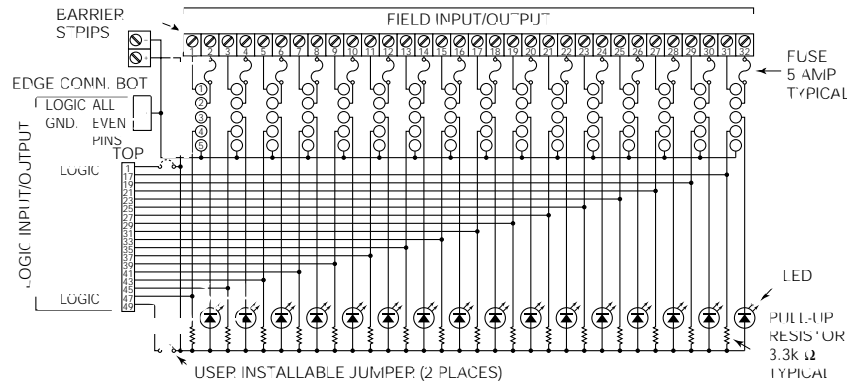 BARRIER
STRIPS
FIELD INPUT/OUTPUT
1 2 3 4 5 6 7 8 9 10 11 12 13 14 15 16 17 18 19 20 21 22 23 24 25 26 27 28 29 30 31 32
-
+
FUSE
5 AMP
TYPICAL
EDGE CONN. BOT
LOGIC ALL
GND. EVEN
PINS
1
2
3
4
5
TOP
LOGIC
LOGIC INPUT/OUTPUT
1
17
19
21
23
25
27
29
31
33
35
37
39
41
43
45
47
49
LOGIC
LED
PULL-UP
RESISTOR
3.3k Ω
TYPICAL
USER INSTALLABLE JUMPER (2 PLACES)